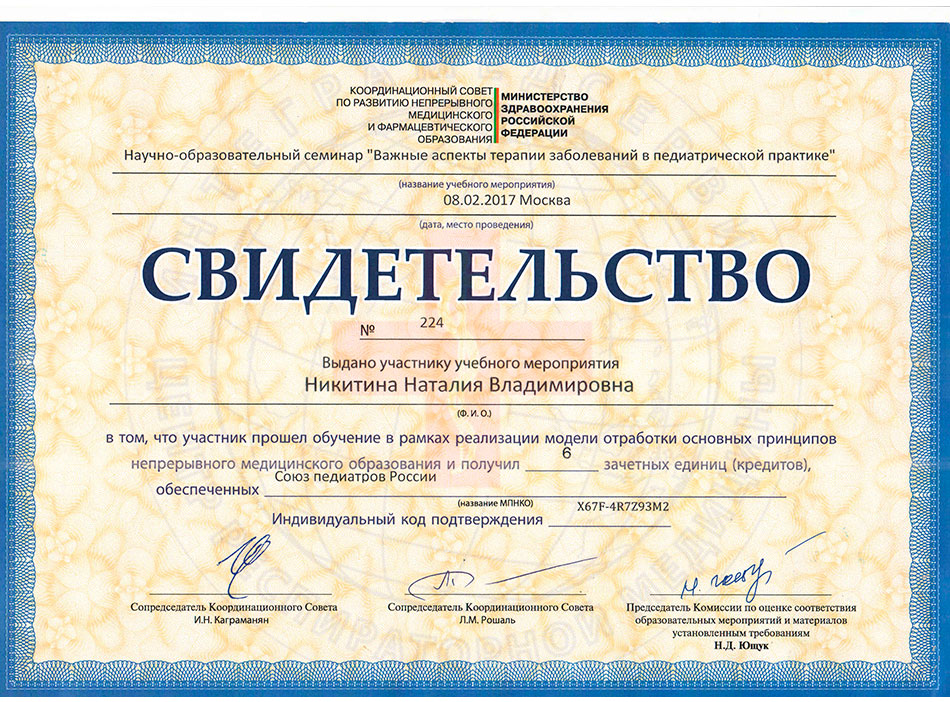 КООРДИНАЦИОННЫЙ СОВЕТ
ПО РАЗВИТИЮ НЕПРЕРЫВНОГО
МЕДИЦИНСКОГО
И ФАРМАЦЕВТИЧЕСКОГО
ОБРАЗОВАНИЯ
МИНИСТЕРСТВО
ЗДРАВООХРАНЕНИЯ
РОССИЙСКОЙ
ФЕДЕРАЦИИ
Научно-образовательный семинар "Важные аспекты терапии заболеваний в педиатрической практике"
(название учебного мероприятия)
08.02.2017 Москва
(дата, место проведения)
СВИДЕТЕЛЬСТВО
№ 224
Выдано участнику учебного мероприятия
Никитина Наталия Владимировна
(Ф. И. О.)
в том, что участник прошел обучение в рамках реализации модели отработки основных принципов
непрерывного медицинского образования и получил 6 зачетных единиц (кредитов),
обеспеченных Союз педиатров России
(название МПНКО)
Индивидуальный код подтверждения X67F-4R7Z93M2
Сопредседатель Координационного Совета
И.Н. Каграманян
Сопредседатель Координационного Совета
Л.М. Рошаль
Председатель Комиссии по оценке соответствия
образовательных мероприятий и материалов
установленным требованиям
Н.Д. Ющук